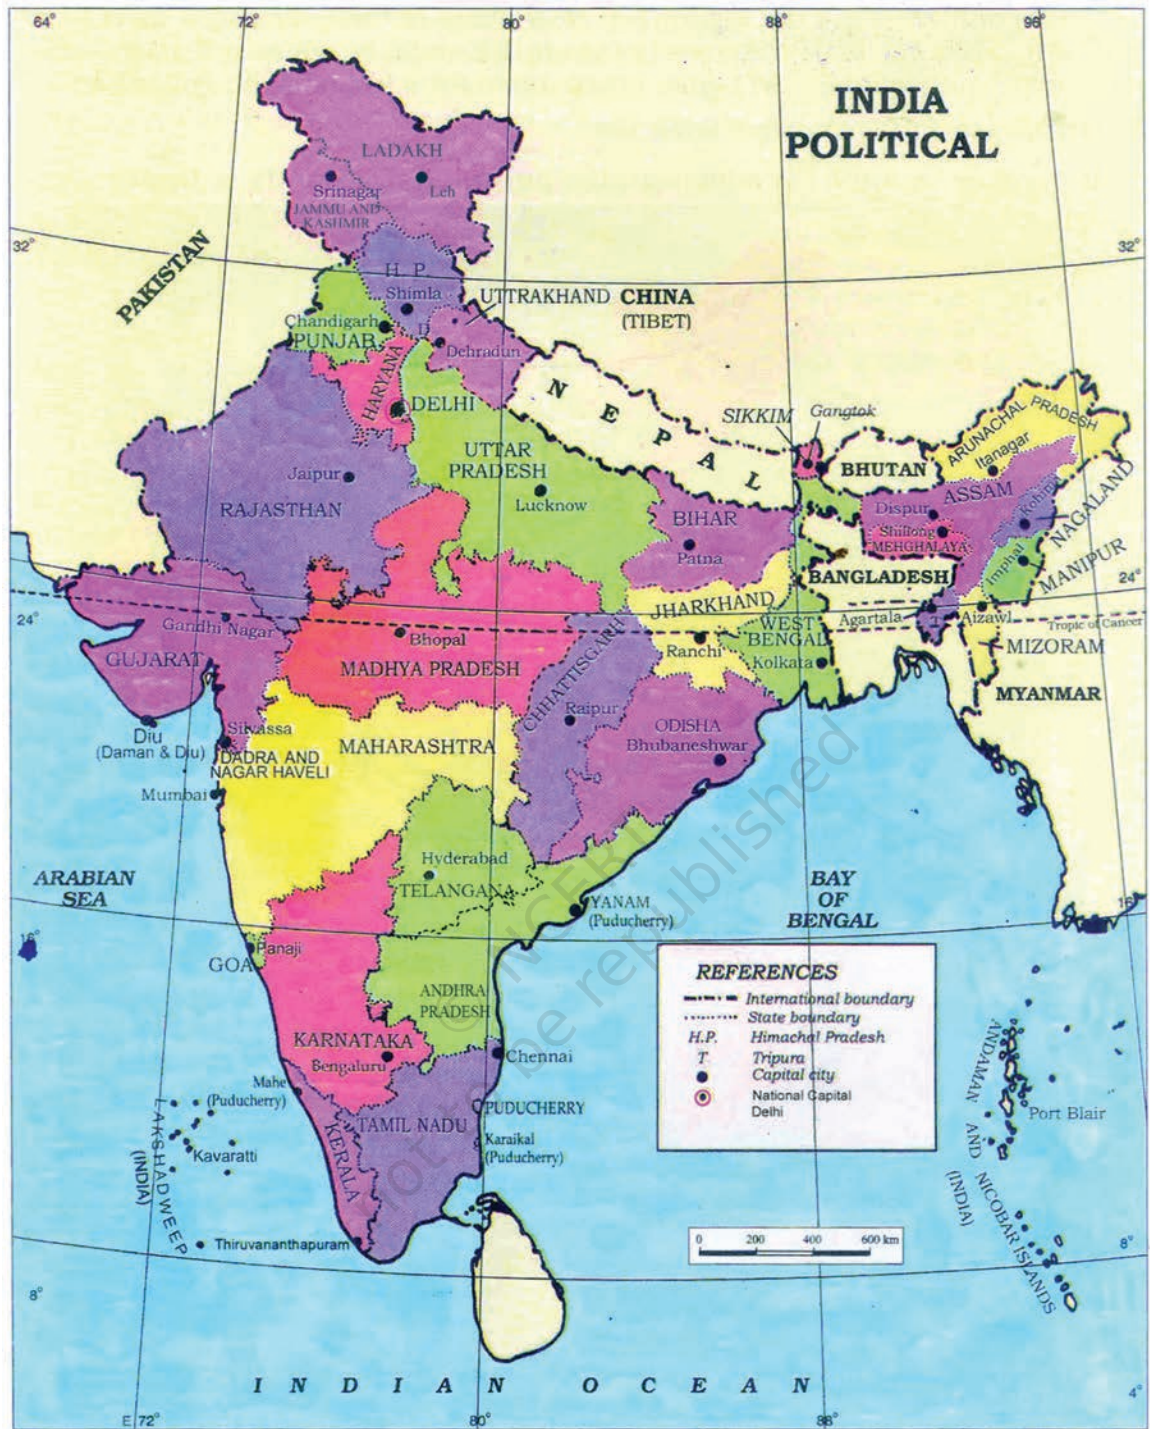 64°
72°
80°
88°
96°
INDIA
POLITICAL
LADAKH
Srinagar
Leh
JAMMU AND
KASHMIR
32°
32°
PAKISTAN
H. P.
Shimla
UTTRAKHAND
CHINA
(TIBET)
Chandigarh
PUNJAB
D
Dehradun
HARYANA
DELHI
NEPAL
SIKKIM
Gangtok
ARUNACHAL PRADESH
Itanagar
UTTAR
PRADESH
BHUTAN
Jaipur
RAJASTHAN
Lucknow
BIHAR
Patna
Dispur
ASSAM
Kohima
NAGALAND
Shillong
MEHGHALAYA
Imphal
MANIPUR
BANGLADESH
24°
24°
JHARKHAND
Gandhi Nagar
Bhopal
WEST
BENGAL
Agartala
T
Aizawl
Tropic of Cancer
GUJARAT
MADHYA PRADESH
CHHATTISGARH
Ranchi
Kolkata
MIZORAM
MYANMAR
Raipur
ODISHA
Bhubaneshwar
Diu
(Daman & Diu)
Silvassa
DADRA AND
NAGAR HAVELI
MAHARASHTRA
Mumbai
Hyderabad
TELANGANA
ARABIAN
SEA
YANAM
(Puducherry)
BAY
OF
BENGAL
16°
16°
Panaji
GOA
ANDHRA
PRADESH
REFERENCES
International boundary
State boundary
H.P. Himachal Pradesh
T Tripura
Capital city
National Capital
Delhi
KARNATAKA
Bengaluru
Chennai
Mahe
(Puducherry)
PUDUCHERRY
TAMIL NADU
Karaikal
(Puducherry)
KERALA
LAKSHADWEEP
(INDIA)
Kavaratti
Thiruvananthapuram
ANDAMAN AND NICOBAR ISLANDS
(INDIA)
Port Blair
0 200 400 600 km
8°
8°
INDIAN OCEAN
4°
E 72°
80°
88°
© NCERT
not to be republished